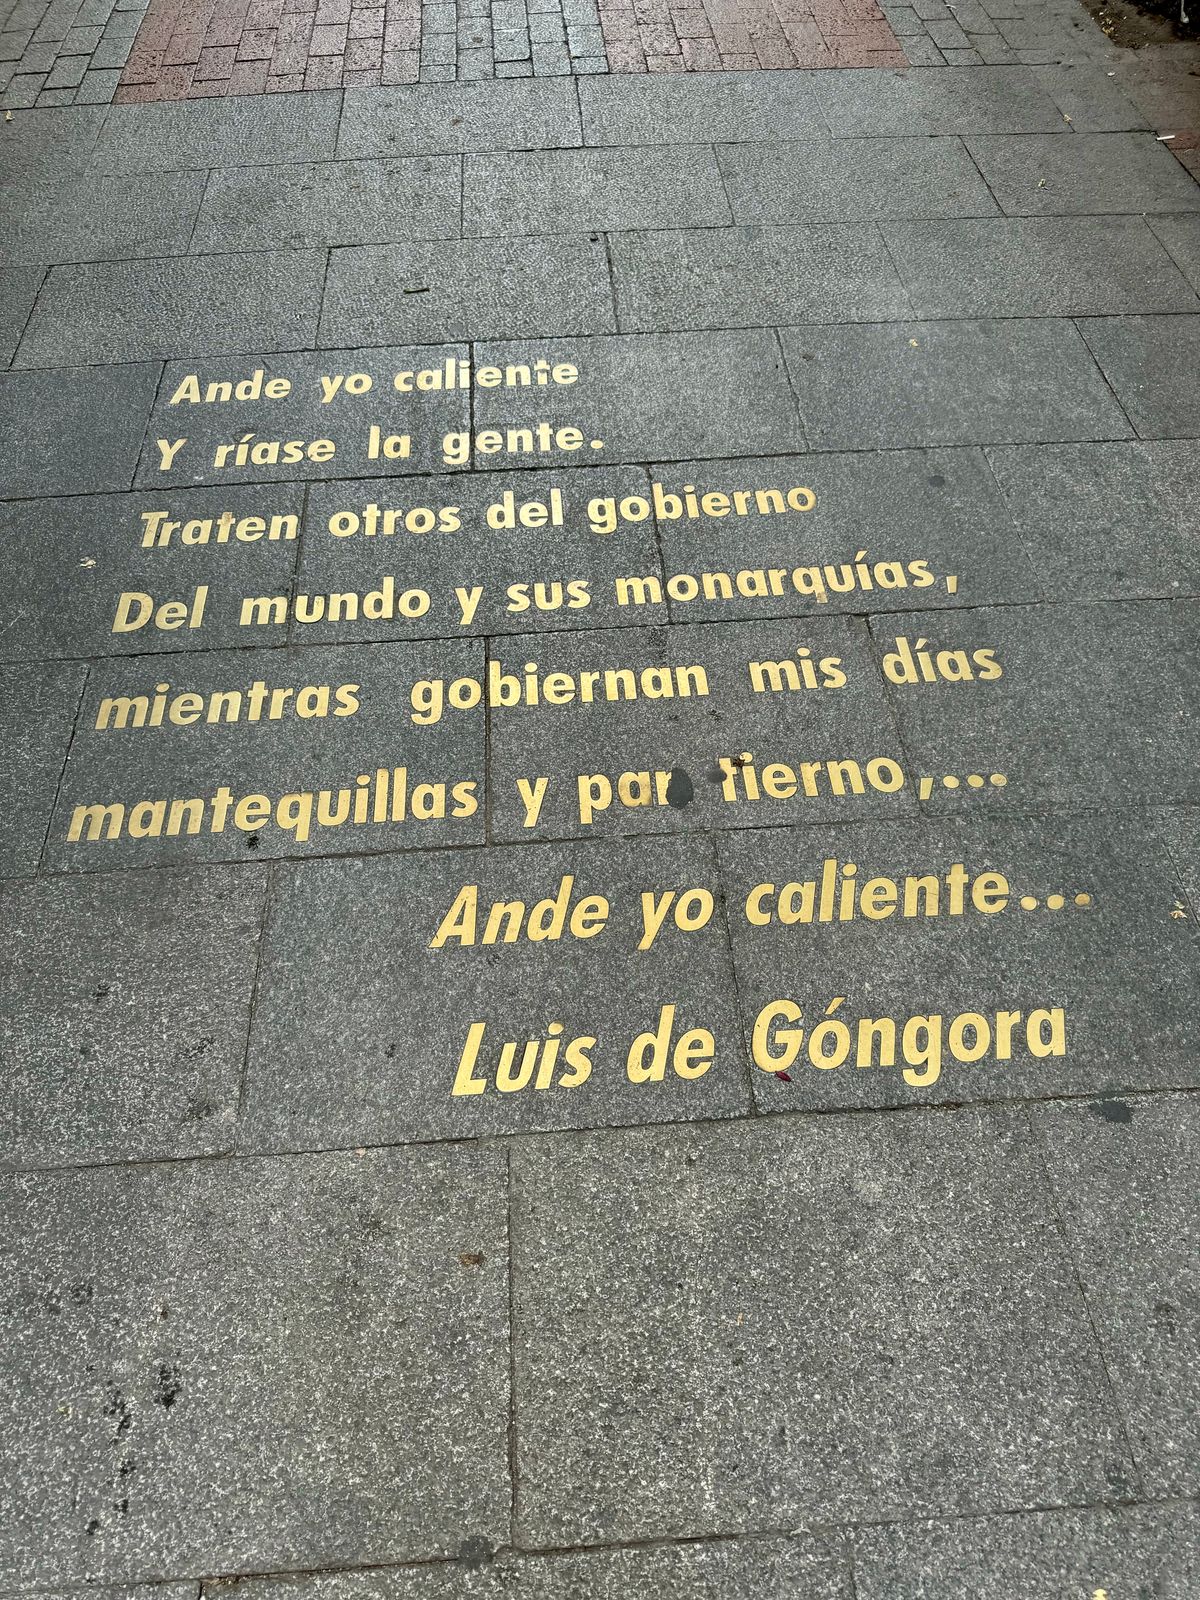 Ande yo caliente
Y ríase la gente.
Traten otros del gobierno
Del mundo y sus monarquías,
mientras gobiernan mis días
mantequillas y pan tierno,...
Ande yo caliente...
Luis de Góngora